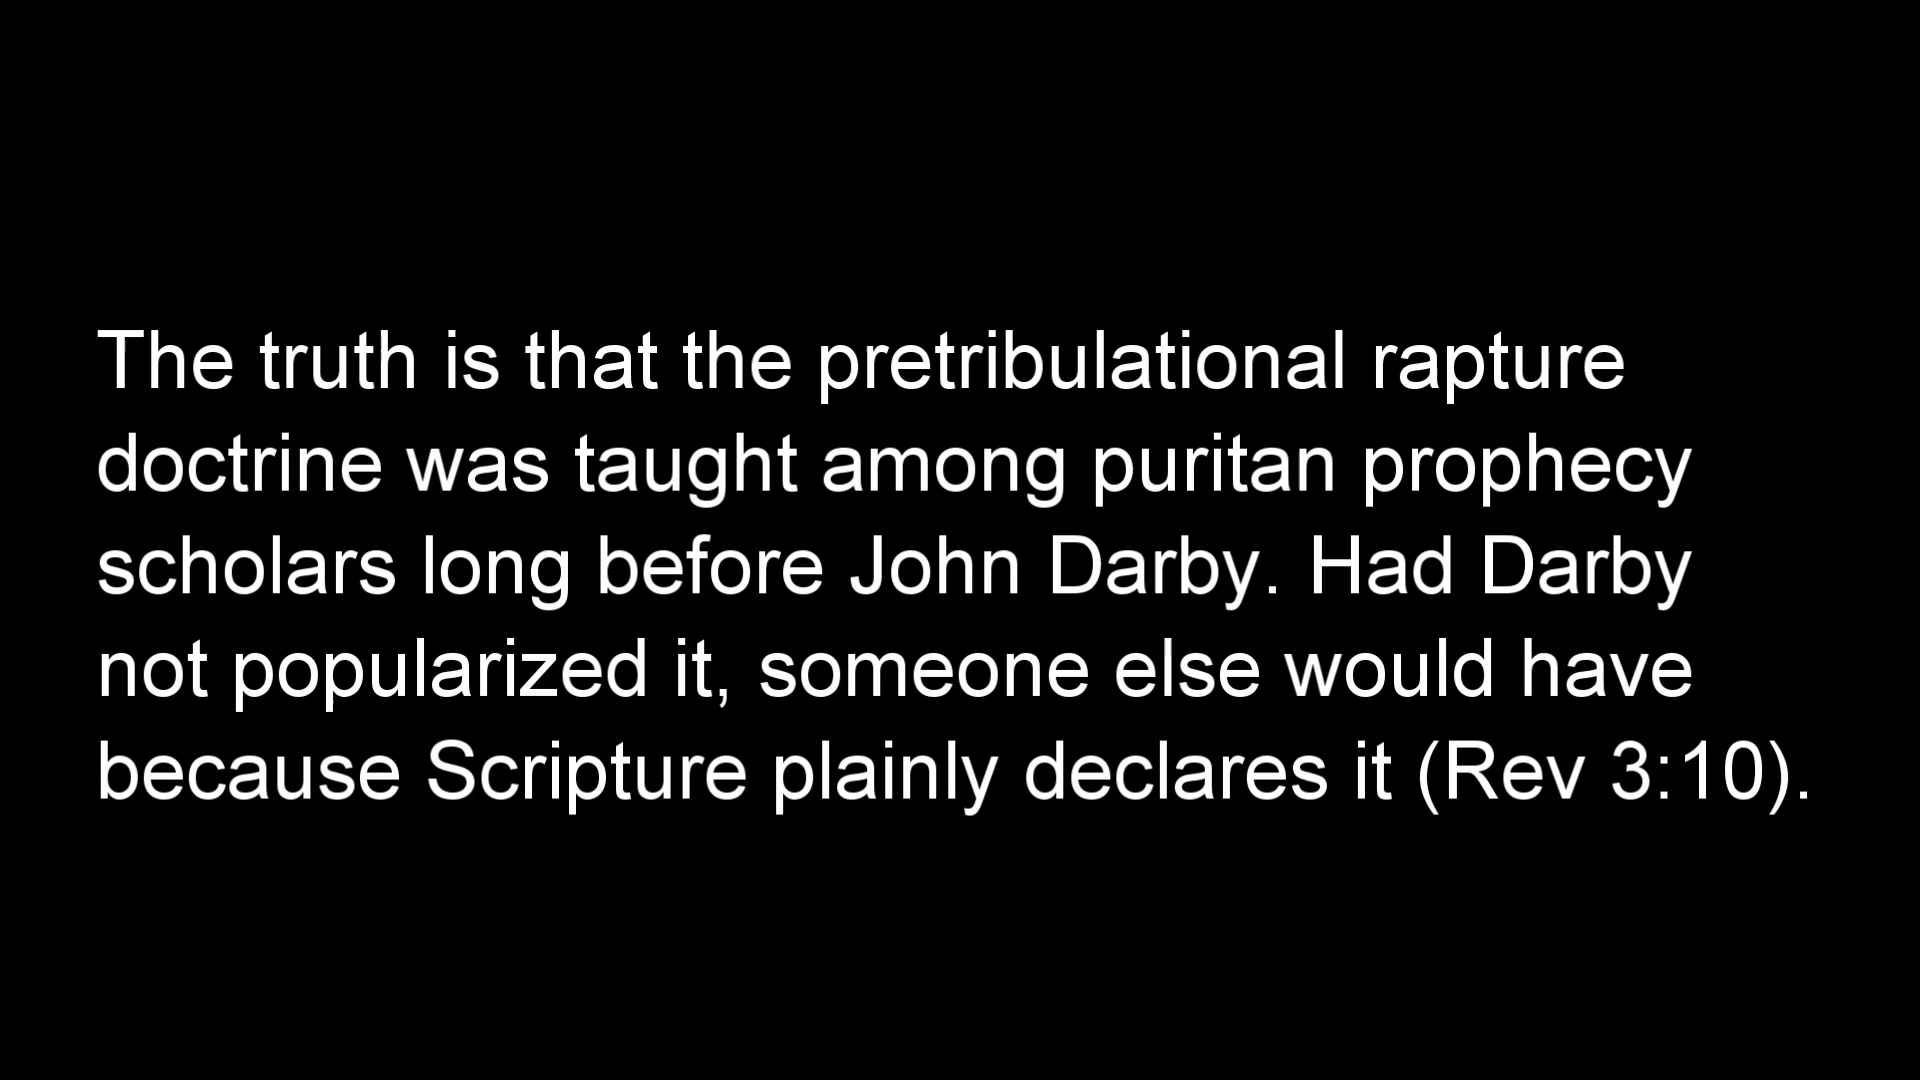 The truth is that the pretribulational rapture
doctrine was taught among puritan prophecy
scholars long before John Darby. Had Darby
not popularized it, someone else would have
because Scripture plainly declares it (Rev 3:10).